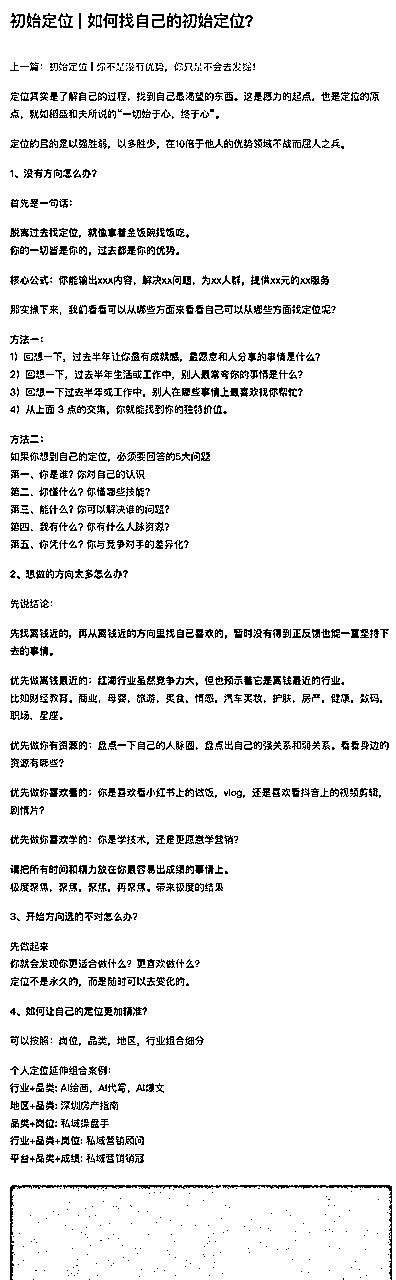 初始定位 | 如何找自己的初始定位?
上一篇：初始定位 | 你不是没有优势，你只是不会去发掘!
定位其实是了解自己的过程，找到自己最渴望的东西。这是愿力的起点，也是定位的原
点，就如稻盛和夫所说的“一切始于心，终于心”。
定位的目的是以强胜弱，以多胜少，在10倍于他人的优势领域不战而屈人之兵。
1、没有方向怎么办?
首先是一句话：
脱离过去找定位，就像拿着金饭碗找饭吃。
你的一切皆是你的，过去都是你的优势。
核心公式：你能输出xxx内容，解决xx问题，为xx人群，提供xx元的xx服务
那实操下来，我们看看可以从哪些方面来看看自己可以从哪些方面找定位呢?
方法一：
1）回想一下，过去半年让你最有成就感，最愿意和人分享的事情是什么?
2）回想一下，过去半年生活或工作中，别人最常夸你的事情是什么?
3）回想一下过去半年或工作中，别人在哪些事情上最喜欢找你帮忙?
4）从上面 3 点的交集，你就能找到你的独特价值。
方法二：
如果你想到自己的定位，必须要回答的5大问题
第一、你是谁? 你对自己的认识
第二、你懂什么? 你懂哪些技能?
第三、能什么? 你可以解决谁的问题?
第四、我有什么? 你有什么人脉资源?
第五、你凭什么? 你与竞争对手的差异化?
2、想做的方向太多怎么办?
先说结论：
先找离钱近的，再从离钱近的方向里找自己喜欢的，暂时没有得到正反馈也能一直坚持下
去的事情。
优先做离钱最近的：红海行业虽然竞争力大，但也预示着它是离钱最近的行业。
比如财经教育、商业、母婴、旅游、美食、情感、汽车美妆、护肤、房产、健康、数码、
职场、星座。
优先做你有资源的：盘点一下自己的人脉圈，盘点出自己的强关系和弱关系。看看身边的
资源有哪些?
优先做你喜欢看的：你是喜欢看小红书上的做饭，vlog，还是喜欢看抖音上的视频剪辑，
剧情片?
优先做你喜欢学的：你是学技术，还是更愿意学营销?
请把所有时间和精力放在你最容易出成绩的事情上。
极度聚焦，聚焦，聚焦，再聚焦。带来极度的结果
3、开始方向选的不对怎么办?
先做起来
你就会发现你更适合做什么? 更喜欢做什么?
定位不是永久的，而是随时可以去变化的。
4、如何让自己的定位更加精准?
可以按照：岗位，品类，地区，行业组合细分
个人定位延伸组合案例：
行业+品类: AI绘画，AI代写，AI爆文
地区+品类: 深圳房产指南
品类+岗位: 私域操盘手
行业+品类+岗位: 私域营销顾问
平台+品类+成绩: 私域营销销冠